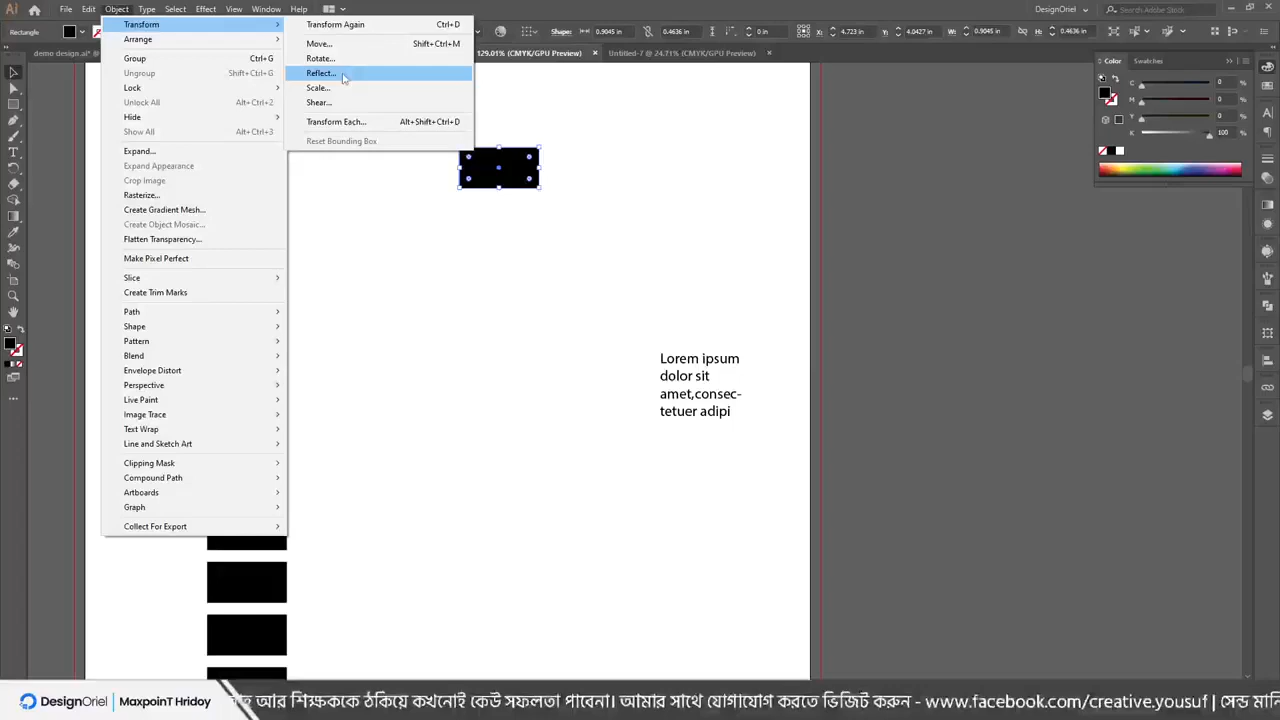 File Edit Object Type Select Effect View Window Help
DesignOriel
Search Adobe Stock
Rectangle
Shape: 0.9045 in 0.4636 in 0 in X: 4.723 in Y: 4.0427 in W: 0.9045 in H: 0.4636 in
demo design.ai*
129.01% (CMYK/GPU Preview) ×
Untitled-7 @ 24.71% (CMYK/GPU Preview) ×
Transform
Arrange
Group Ctrl+G
Ungroup Shift+Ctrl+G
Lock
Unlock All Alt+Ctrl+2
Hide
Show All Alt+Ctrl+3
Expand...
Expand Appearance
Crop Image
Rasterize...
Create Gradient Mesh...
Create Object Mosaic...
Flatten Transparency...
Make Pixel Perfect
Slice
Create Trim Marks
Path
Shape
Pattern
Blend
Envelope Distort
Perspective
Live Paint
Image Trace
Text Wrap
Line and Sketch Art
Clipping Mask
Compound Path
Artboards
Graph
Collect For Export
Transform Again Ctrl+D
Move... Shift+Ctrl+M
Rotate...
Reflect...
Scale...
Shear...
Transform Each... Alt+Shift+Ctrl+D
Reset Bounding Box
Color Swatches
C 0 %
M 0 %
Y 0 %
K 100 %
Lorem ipsum
dolor sit
amet,consec-
tetuer adipi
DesignOriel | MaxpoinT Hriday
আর শিক্ষককে ঠকিয়ে কখনোই কেউ সফলতা পাবেনা। আমার সাথে যোগাযোগ করতে ভিজিট করুন - www.facebook.com/creative.yousuf | সেন্ড